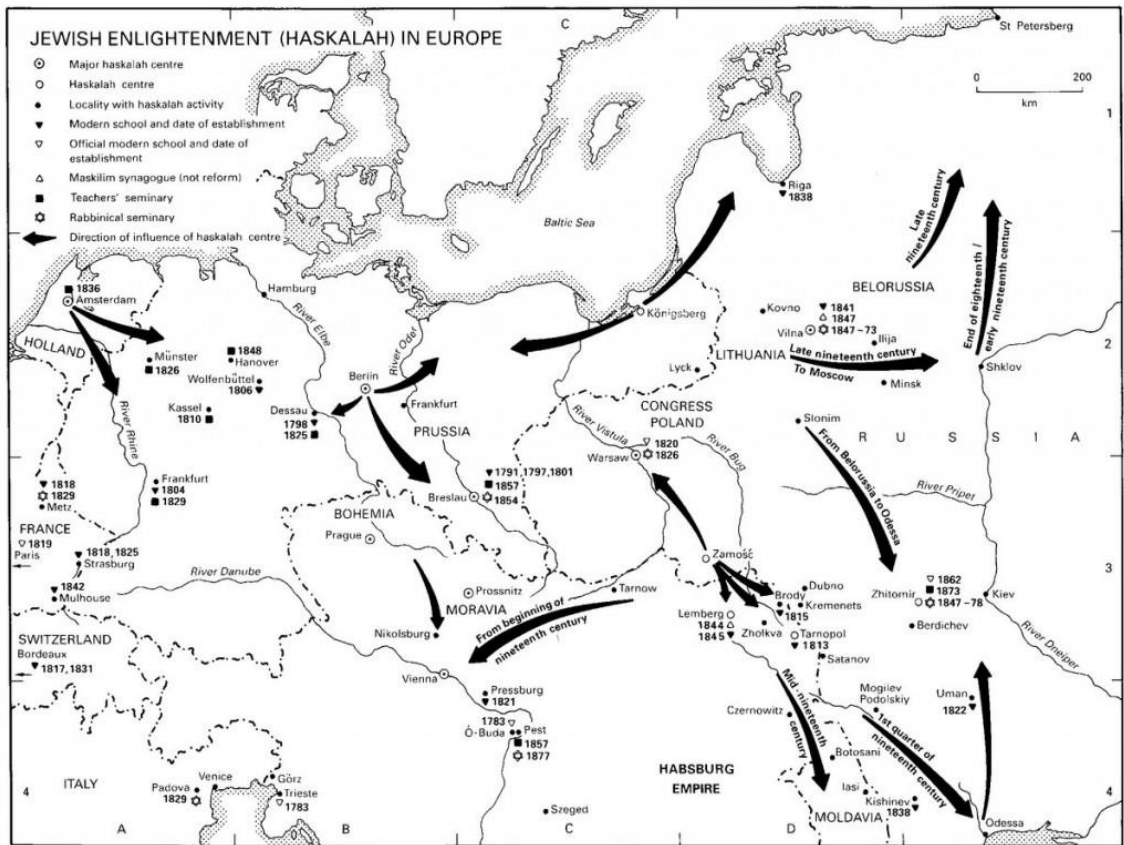 JEWISH ENLIGHTENMENT (HASKALAH) IN EUROPE
Major haskalah centre
Haskalah centre
Locality with haskalah activity
Modern school and date of establishment
Official modern school and date of
establishment
Maskilim synagogue (not reform)
Teachers' seminary
Rabbinical seminary
Direction of influence of haskalah centre
C
St Petersberg
0 200
km
1
Baltic Sea
Riga
1838
Late
nineteenth century
End of eighteenth /
early nineteenth century
BELORUSSIA
1836
Amsterdam
HOLLAND
Hamburg
River Elbe
River Oder
Königsberg
Kovno
1841
1847
Vilna
1847-73
Ilija
2
LITHUANIA
Late nineteenth century
To Moscow
Shklov
Minsk
Lyck
Münster
1826
1848
Hanover
Wolfenbüttel
1806
Kassel
1810
Berlin
Dessau
1798
1825
Frankfurt
PRUSSIA
River Rhine
CONGRESS
POLAND
River Vistula
Warsaw
1820
1826
River Bug
Slonim
RUSSIA
From Belorussia to Odessa
River Pripet
1818
1829
Metz
Frankfurt
1804
1829
1791, 1797, 1801
1857
1854
Breslau
BOHEMIA
Prague
FRANCE
1819
Paris
1818, 1825
Strasburg
1842
Mulhouse
River Danube
Prossnitz
MORAVIA
Nikolsburg
Tarnow
From beginning of
nineteenth century
Zamość
Lemberg
1844
1845
Zholkva
Brody
1815
Dubno
Kremenets
Tarnopol
1813
Satanov
1862
1873
Zhitomir
1847-78
Berdichev
Kiev
3
River Dneiper
SWITZERLAND
Bordeaux
1817, 1831
Vienna
Pressburg
1821
1783
Ó-Buda
Pest
1857
1877
Mid-nineteenth
century
Czernowitz
Mogilev
Podolskiy
1st quarter of
nineteenth century
Uman
1822
Botosani
HABSBURG
EMPIRE
Iasi
Kishinev
1838
MOLDAVIA
Odessa
ITALY
4
Padova
1829
Venice
Görz
Trieste
1783
Szeged
4
A
B
C
D